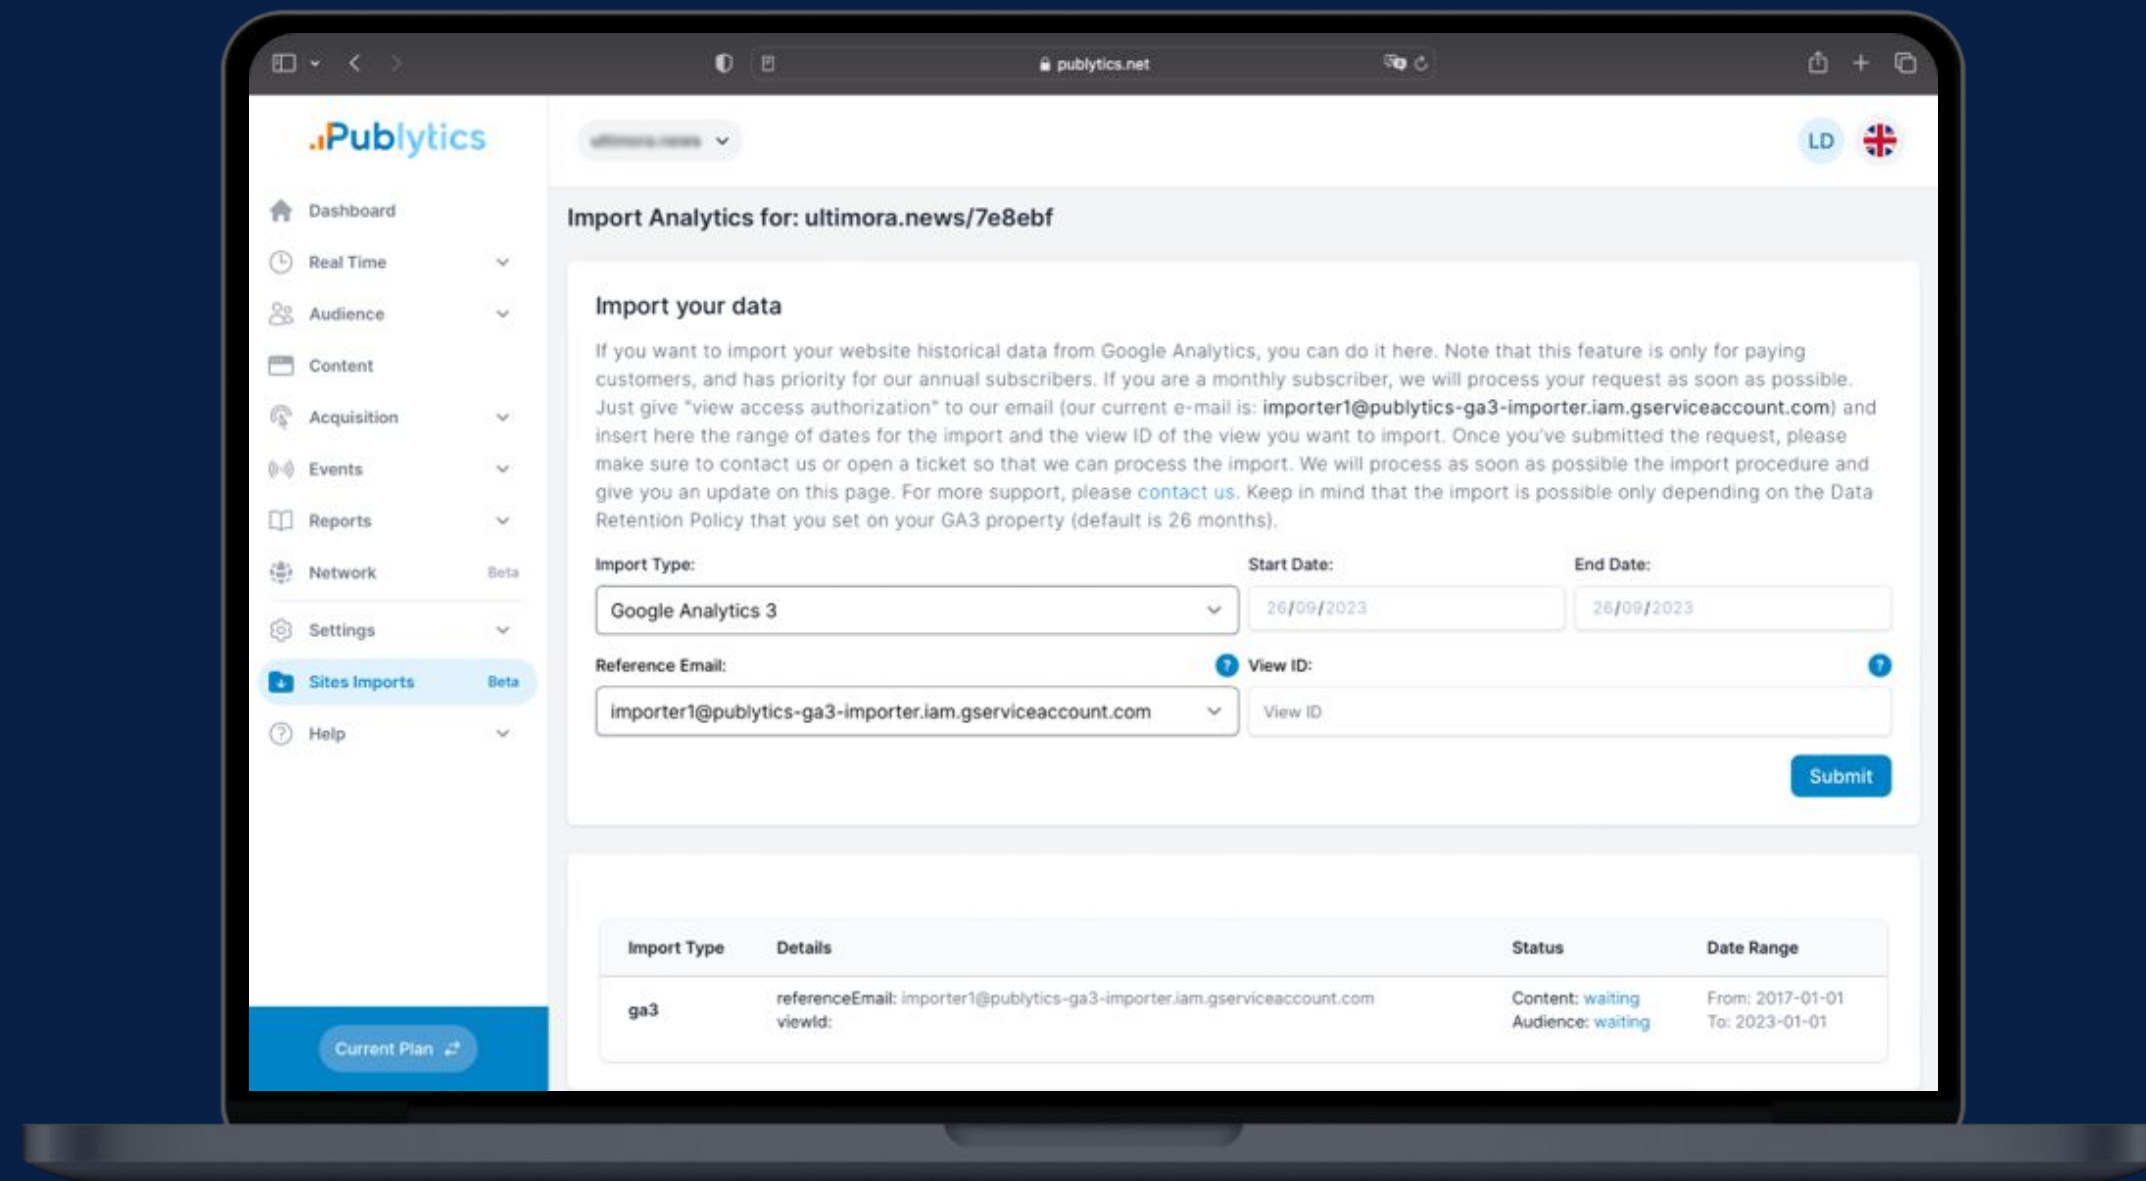 publytics.net
Publytics
LD
Dashboard
Real Time
Audience
Content
Acquisition
Events
Reports
Network Beta
Settings
Sites Imports Beta
Help
Current Plan
Import Analytics for: ultimora.news/7e8ebf
Import your data
If you want to import your website historical data from Google Analytics, you can do it here. Note that this feature is only for paying
customers, and has priority for our annual subscribers. If you are a monthly subscriber, we will process your request as soon as possible.
Just give "view access authorization" to our email (our current e-mail is: importer1@publytics-ga3-importer.iam.gserviceaccount.com) and
insert here the range of dates for the import and the view ID of the view you want to import. Once you've submitted the request, please
make sure to contact us or open a ticket so that we can process the import. We will process as soon as possible the import procedure and
give you an update on this page. For more support, please contact us. Keep in mind that the import is possible only depending on the Data
Retention Policy that you set on your GA3 property (default is 26 months).
Import Type: Start Date: End Date:
Google Analytics 3 26/09/2023 26/09/2023
Reference Email: ? View ID: ?
importer1@publytics-ga3-importer.iam.gserviceaccount.com View ID
Submit
Import Type Details Status Date Range
ga3
referenceEmail: importer1@publytics-ga3-importer.iam.gserviceaccount.com Content: waiting From: 2017-01-01
viewId: Audience: waiting To: 2023-01-01